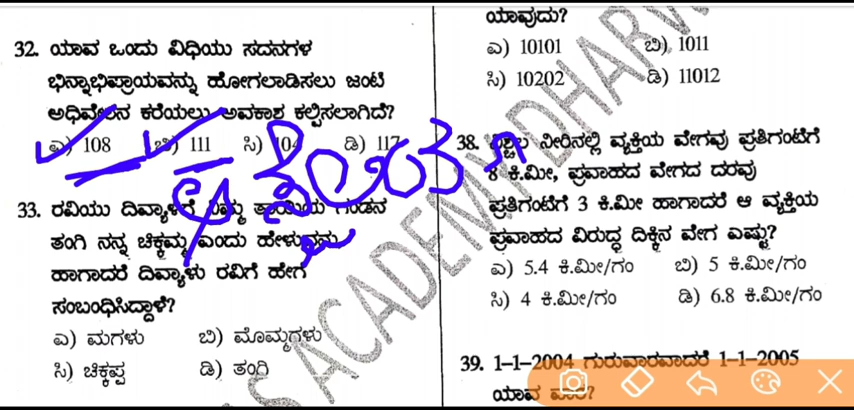 32. ಯಾವ ಒಂದು ವಿಧಿಯು ಸದನಗಳ
ಭಿನ್ನಾಭಿಪ್ರಾಯವನ್ನು ಹೋಗಲಾಡಿಸಲು ಜಂಟಿ
ಅಧಿವೇಶನ ಕರೆಯಲು ಅವಕಾಶ ಕಲ್ಪಿಸಲಾಗಿದೆ?
ಎ) 108 ಬಿ) 111 ಸಿ) 104 ಡಿ) 117
33. ರವಿಯು ದಿವ್ಯಾಳಿಗೆ ನಿಮ್ಮ ತಾಯಿಯ ಗಂಡನ
ತಂಗಿ ನನ್ನ ಚಿಕ್ಕಮ್ಮ ಎಂದು ಹೇಳುವನು
ಹಾಗಾದರೆ ದಿವ್ಯಾಳು ರವಿಗೆ ಹೇಗೆ
ಸಂಬಂಧಿಸಿದ್ದಾಳೆ?
ಎ) ಮಗಳು ಬಿ) ಮೊಮ್ಮಗಳು
ಸಿ) ಚಿಕ್ಕಪ್ಪ ಡಿ) ತಂಗಿ
ಯಾವುದು?
ಎ) 10101 ಬಿ) 1011
ಸಿ) 10202 ಡಿ) 11012
38. ನಿಶ್ಚಲ ನೀರಿನಲ್ಲಿ ವ್ಯಕ್ತಿಯ ವೇಗವು ಪ್ರತಿಗಂಟೆಗೆ
8 ಕಿ.ಮೀ, ಪ್ರವಾಹದ ವೇಗದ ದರವು
ಪ್ರತಿಗಂಟೆಗೆ 3 ಕಿ.ಮೀ ಹಾಗಾದರೆ ಆ ವ್ಯಕ್ತಿಯ
ಪ್ರವಾಹದ ವಿರುದ್ಧ ದಿಕ್ಕಿನ ವೇಗ ಎಷ್ಟು?
ಎ) 5.4 ಕಿ.ಮೀ/ಗಂ ಬಿ) 5 ಕಿ.ಮೀ/ಗಂ
ಸಿ) 4 ಕಿ.ಮೀ/ಗಂ ಡಿ) 6.8 ಕಿ.ಮೀ/ಗಂ
39. 1-1-2004 ಗುರುವಾರವಾದರೆ 1-1-2005
ಯಾವ ವಾರ?
ACADEMY DHARW